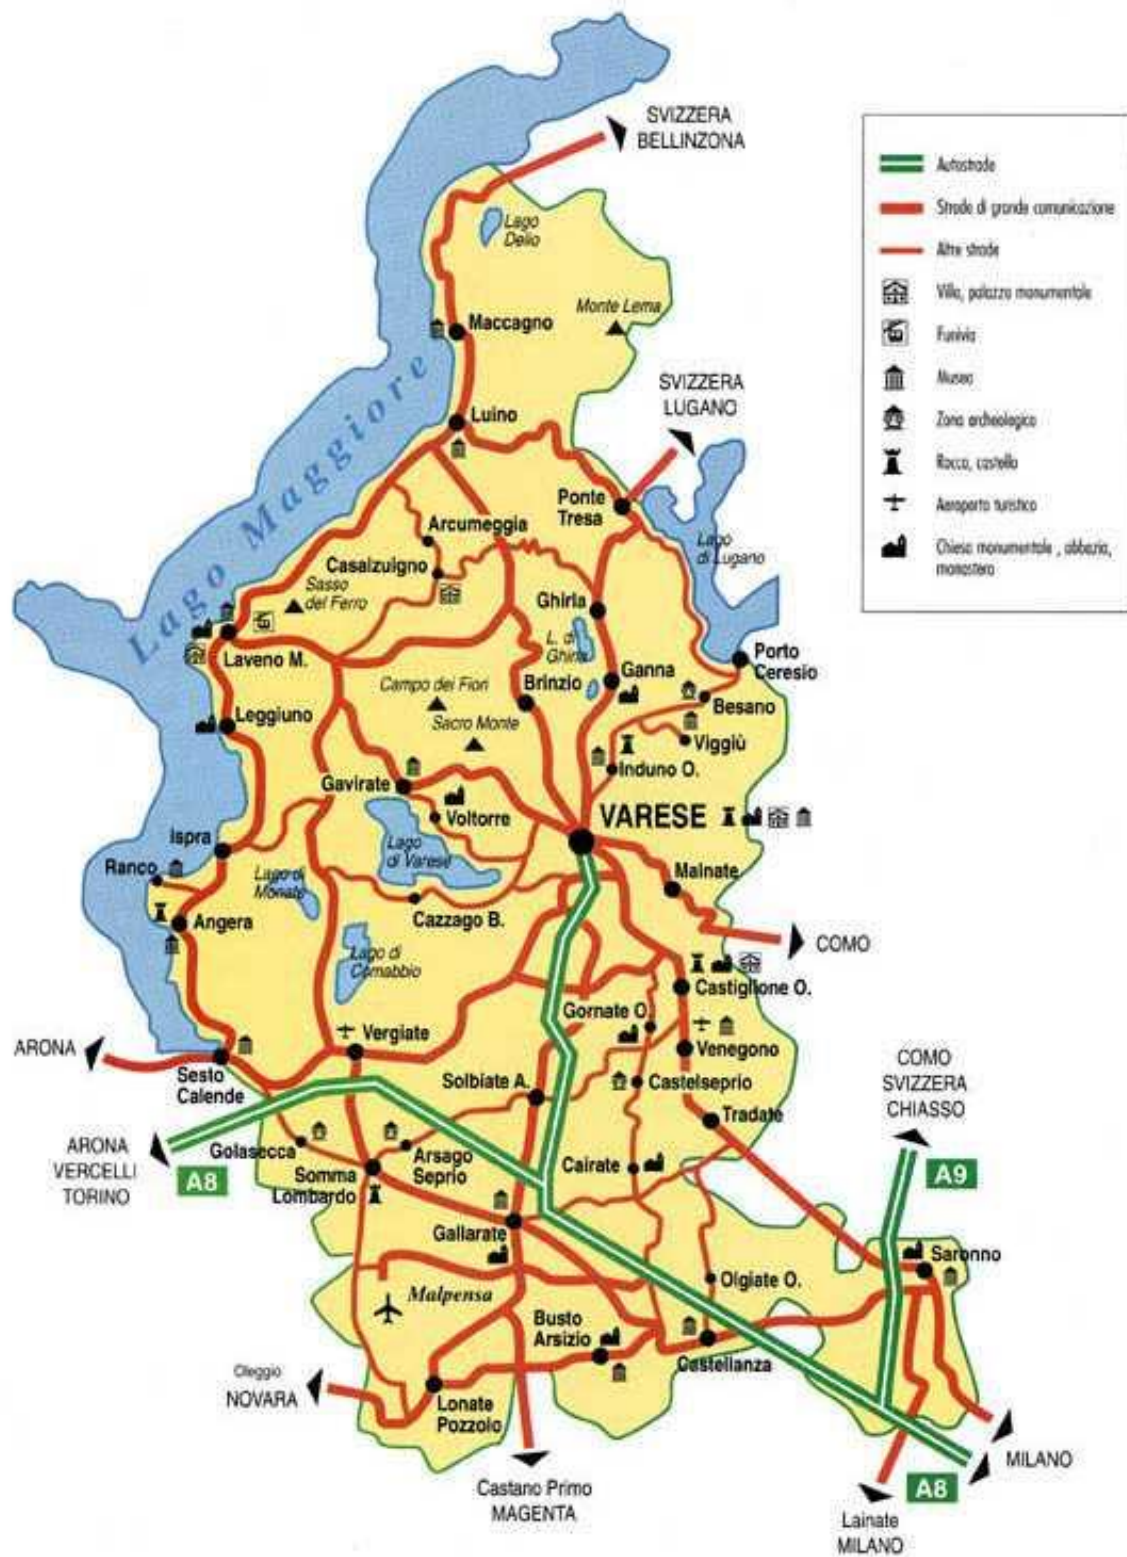 SVIZZERA
BELLINZONA
Lago
Delio
Monte Lema
Maccagno
Lago Maggiore
Luino
SVIZZERA
LUGANO
Ponte
Tresa
Lago
di Lugano
Arcumeggia
Casalzuigno
Sasso
del Ferro
Ghirla
L. di
Ghirla
Laveno M.
Porto
Ceresio
Ganna
Campo dei Fiori
Brinzio
Besano
Sacro Monte
Leggiuno
Viggiù
Induno O.
Gavirate
VARESE
Voltorre
Lago
di Varese
Ispra
Ranco
Lago di
Monate
Malnate
Angera
Cazzago B.
COMO
Lago di
Comabbio
Castiglione O.
Gornate O.
Vergiate
Venegono
ARONA
Sesto
Calende
Solbiate A.
Castelseprio
COMO
SVIZZERA
CHIASSO
Tradate
ARONA
VERCELLI
TORINO
A8
Golasecca
Somma
Lombardo
Arsago
Seprio
Cairate
A9
Gallarate
Saronno
Malpensa
Olgiate O.
Busto
Arsizio
Castellanza
Oleggio
NOVARA
Lonate
Pozzolo
MILANO
Castano Primo
MAGENTA
A8
Lainate
MILANO
Autostrade
Strade di grande comunicazione
Altre strade
Villa, palazzo monumentale
Funivia
Museo
Zona archeologica
Rocca, castello
Aeroporto turistico
Chiesa monumentale , abbazia,
monastero